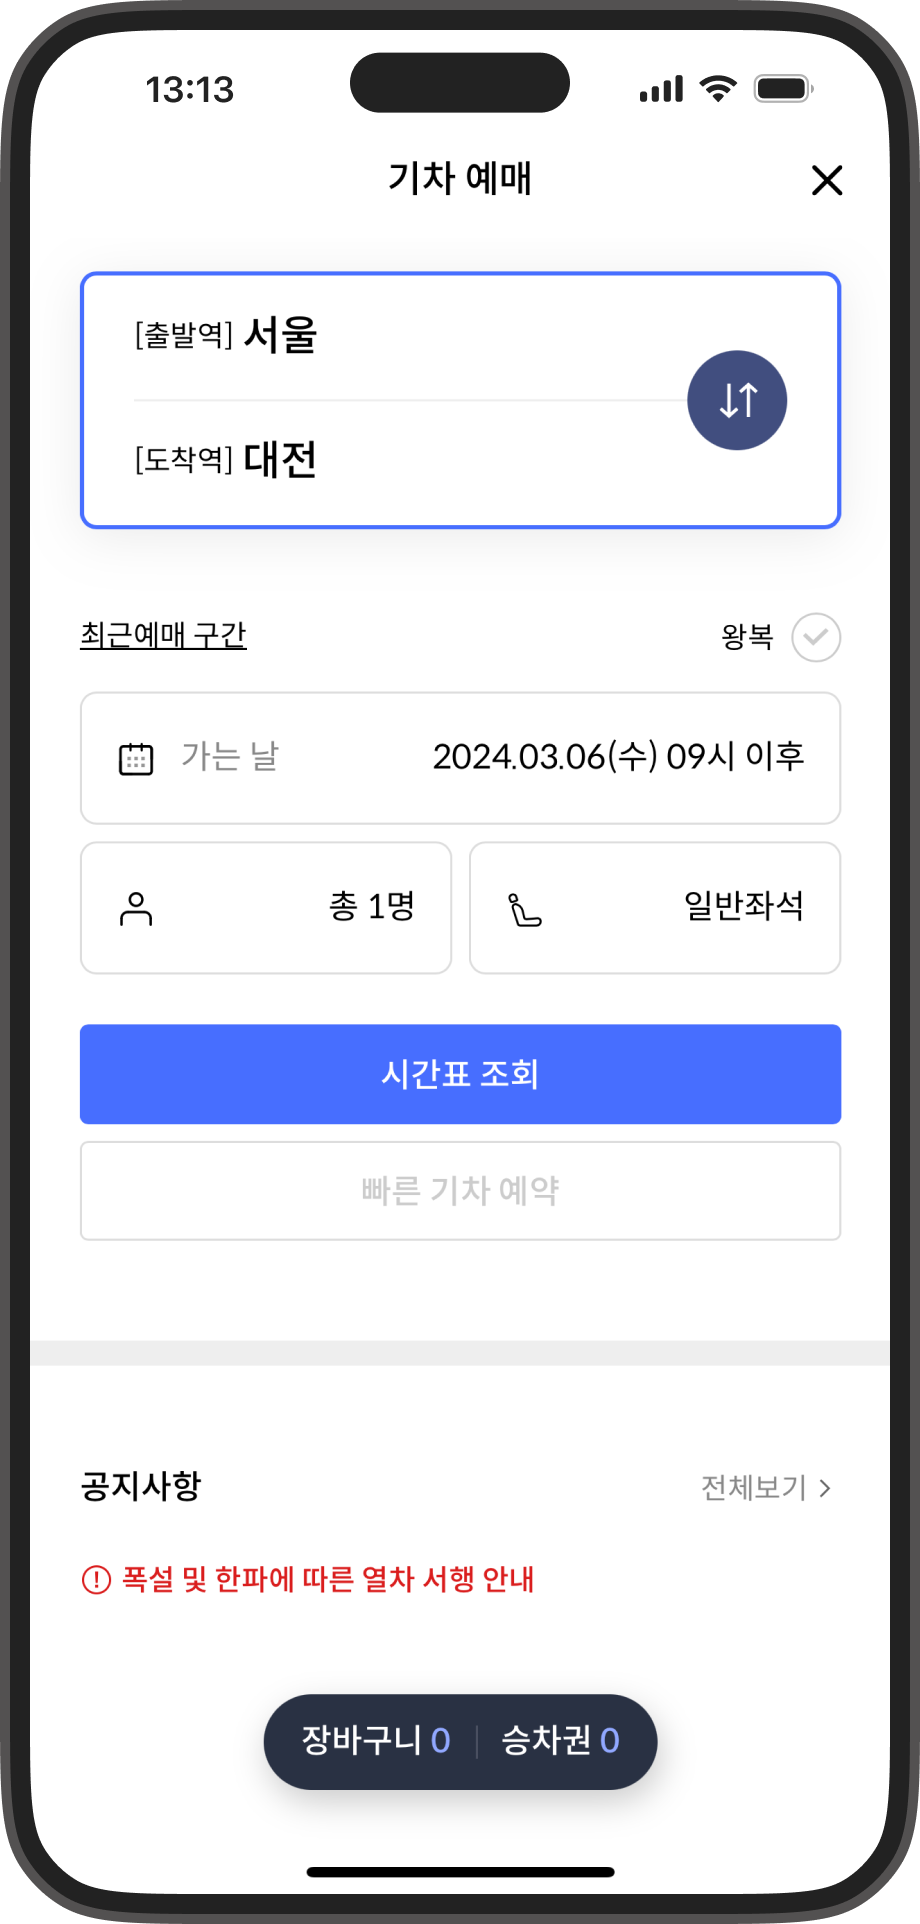 13:13
기차 예매
[출발역] 서울
[도착역] 대전
최근예매 구간 왕복
가는 날 2024.03.06(수) 09시 이후
총 1명 일반좌석
시간표 조회
빠른 기차 예약
공지사항 전체보기
폭설 및 한파에 따른 열차 서행 안내
장바구니 0 승차권 0